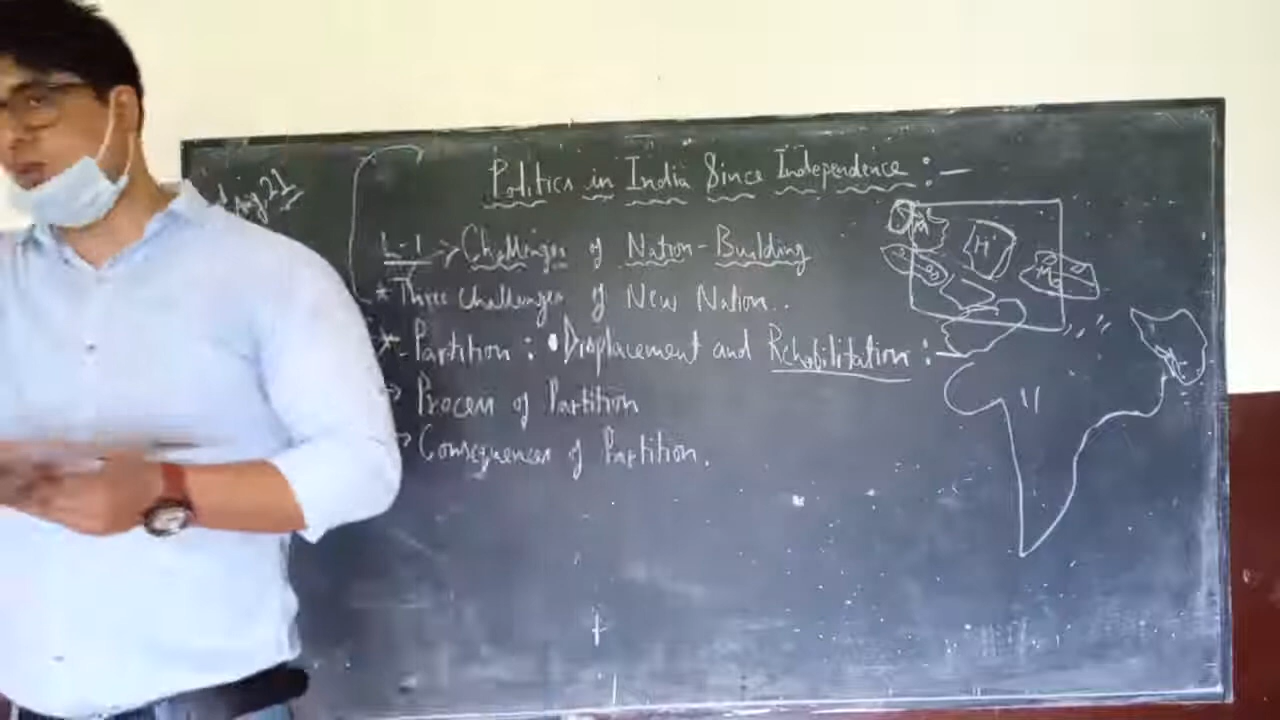 Aug 21
Politics in India Since Independence :-
L-1 -> Challenges of Nation-Building
* Three Challenges of New Nation..
* - Partition : • Displacement and Rehabilitation :-
-> Process of Partition
-> Consequences of Partition.
M
H
M